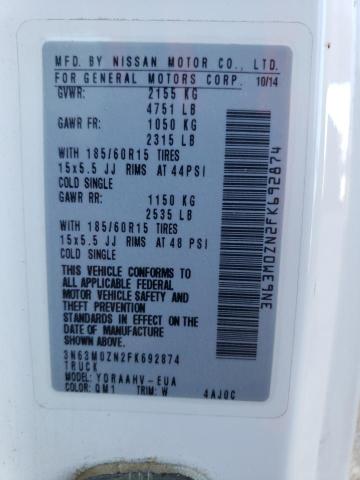 MFD. BY NISSAN MOTOR CO., LTD.
FOR GENERAL MOTORS CORP. 10/14
GVWR: 2155 KG
4751 LB
GAWR FR: 1050 KG
2315 LB
WITH 185/60R15 TIRES
15x5.5 JJ RIMS AT 44PSI
COLD SINGLE
GAWR RR: 1150 KG
2535 LB
WITH 185/60R15 TIRES
15x5.5 JJ RIMS AT 48 PSI
COLD SINGLE
THIS VEHICLE CONFORMS TO
ALL APPLICABLE FEDERAL
MOTOR VEHICLE SAFETY AND
THEFT PREVENTION
STANDARDS IN EFFECT ON THE
DATE OF MANUFACTURE
SHOWN ABOVE.
3N63M0ZN2FK692874
TRUCK
MODEL: YDRAAHV-EUA
COLOR: QM1 TRIM: W 4AJ0C
3N63M0ZN2FK692874